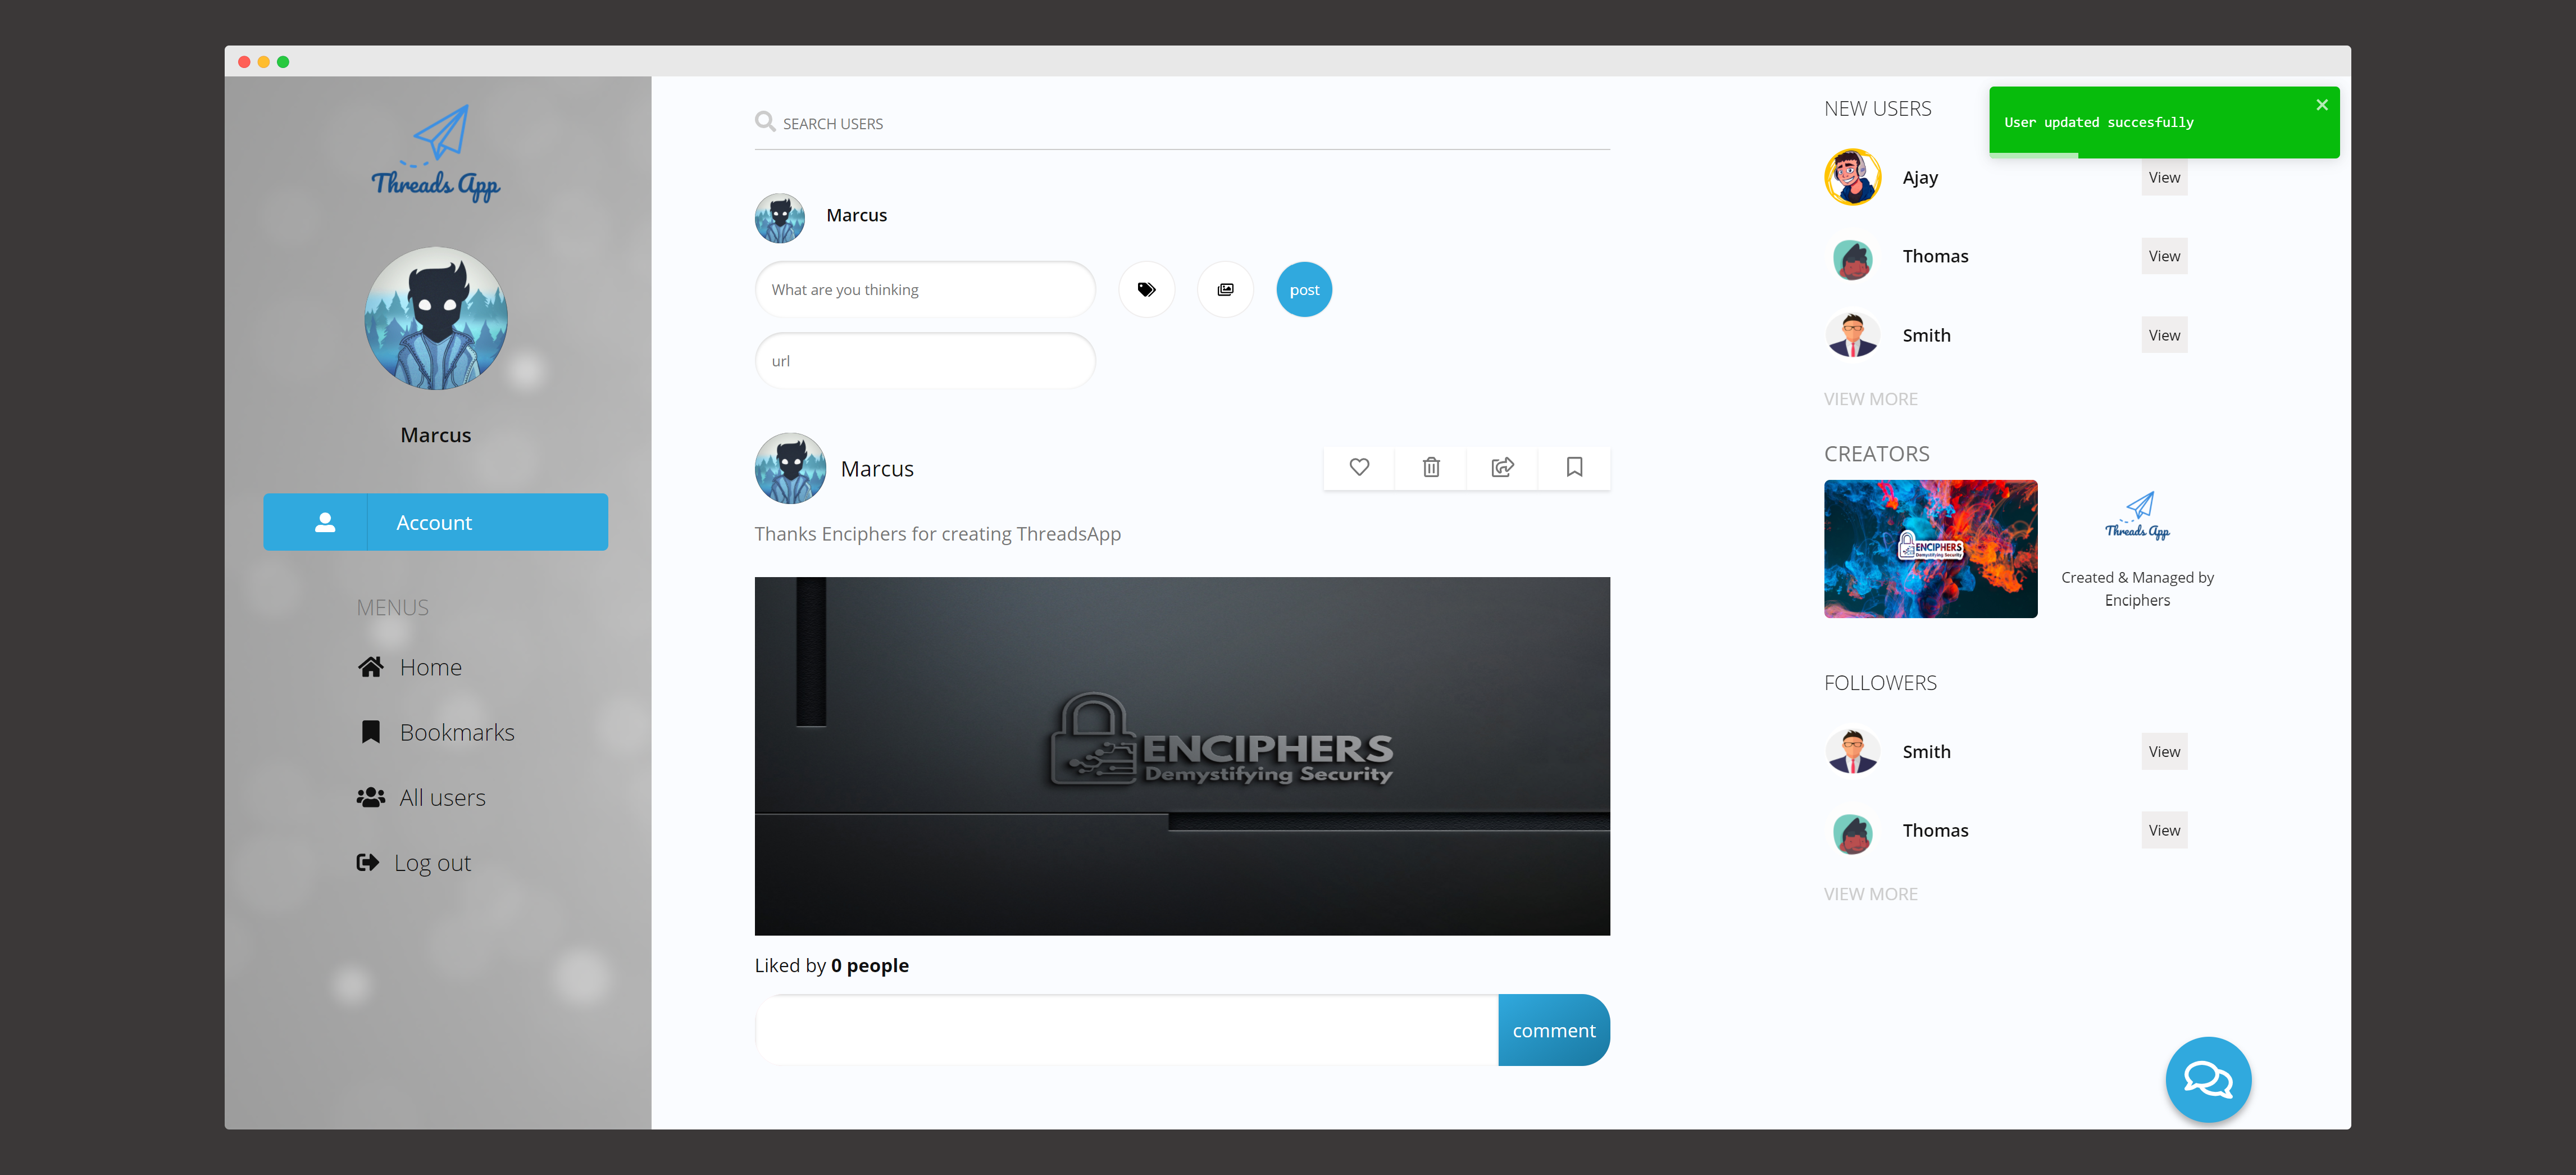 Threads App
Marcus
Account
MENUS
Home
Bookmarks
All users
Log out
SEARCH USERS
Marcus
What are you thinking
post
url
Marcus
Thanks Enciphers for creating ThreadsApp
ENCIPHERS
Demystifying Security
Liked by 0 people
comment
NEW USERS
User updated succesfully
Ajay
View
Thomas
View
Smith
View
VIEW MORE
CREATORS
ENCIPHERS
Demystifying Security
Threads App
Created & Managed by
Enciphers
FOLLOWERS
Smith
View
Thomas
View
VIEW MORE